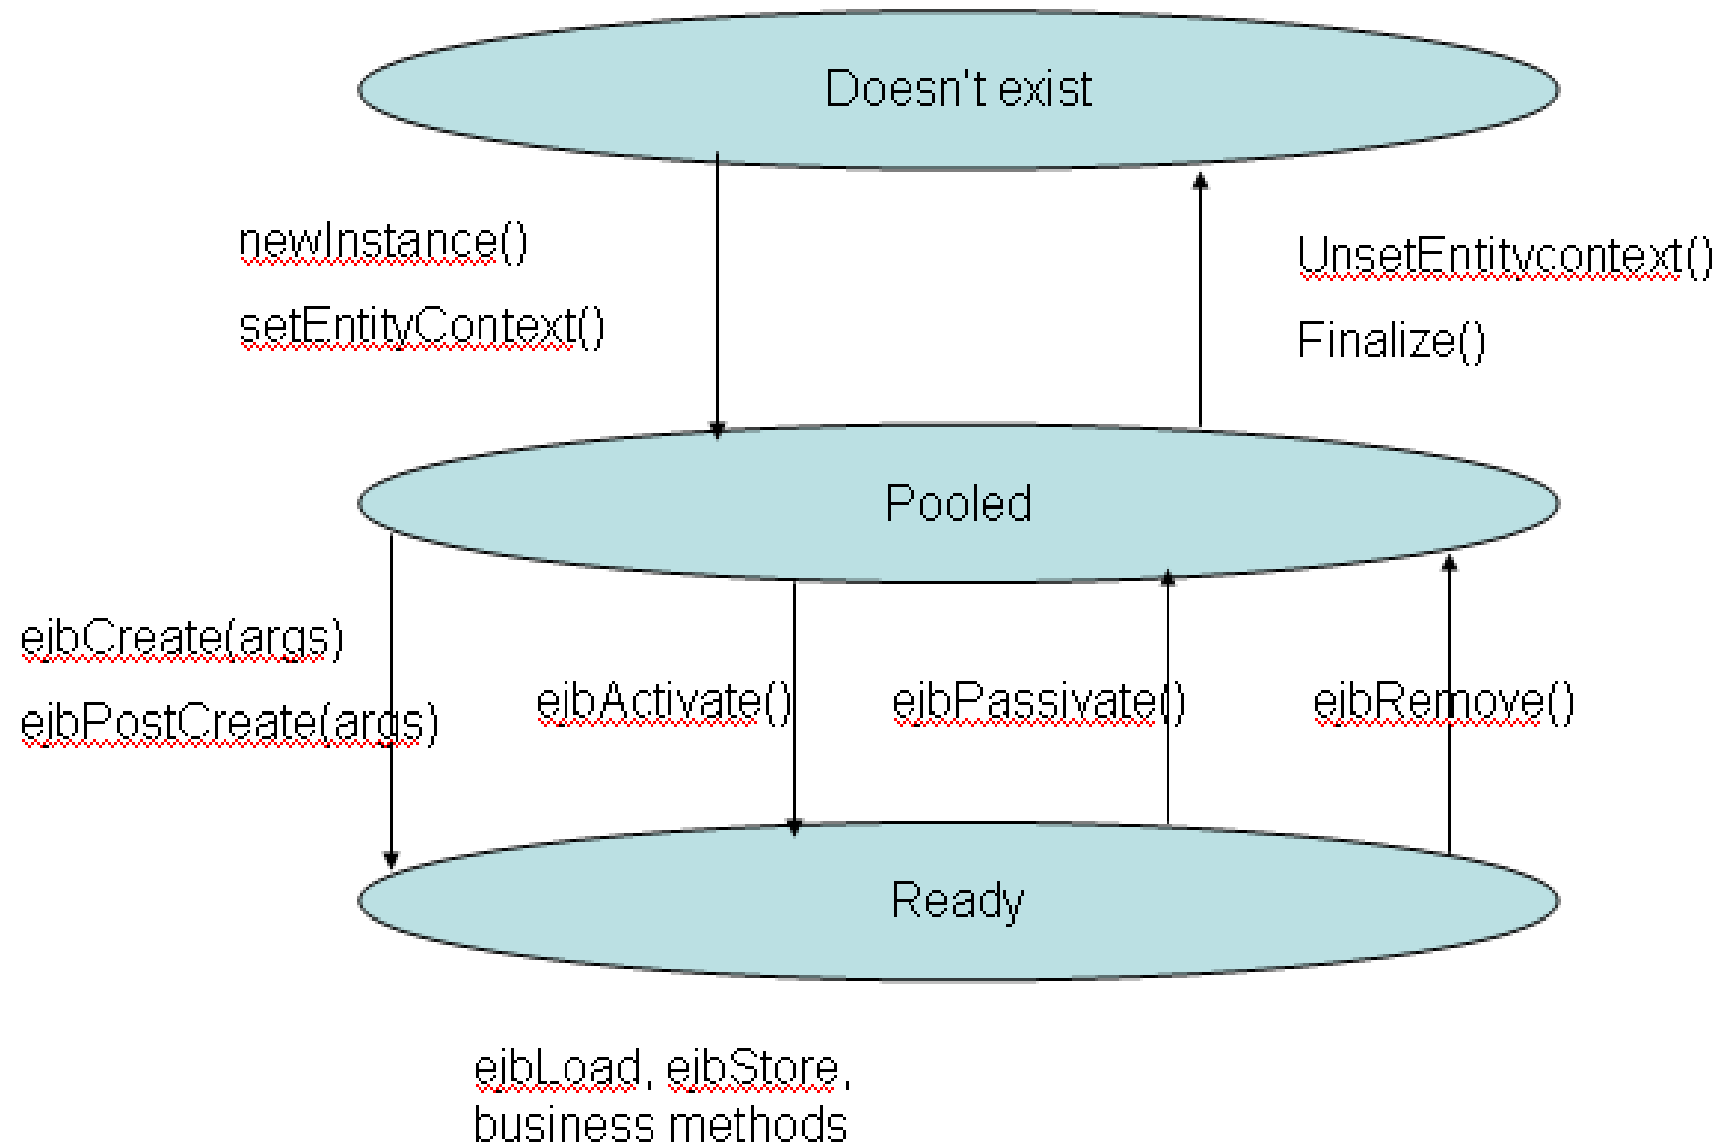 Doesn't exist
newInstance()
setEntityContext()
UnsetEntitycontext()
Finalize()
Pooled
ejbCreate(args)
ejbPostCreate(args)
ejbActivate()
ejbPassivate()
ejbRemove()
Ready
ejbLoad, ejbStore,
business methods